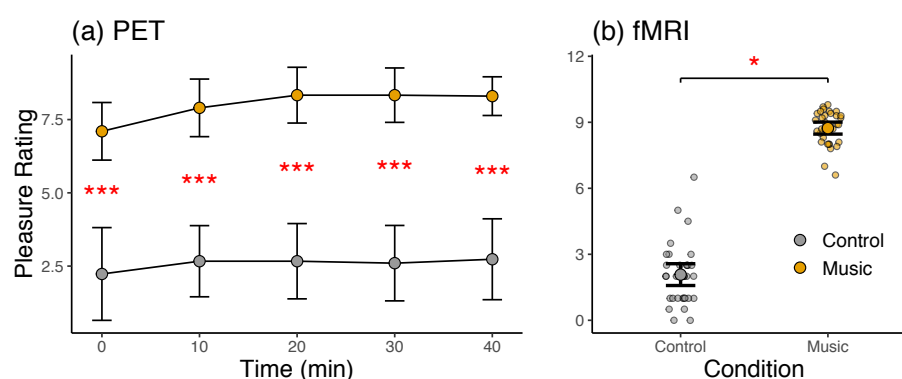 (a) PET
Pleasure Rating
7.5
5.0
2.5
***
***
***
***
***
0
10
20
30
40
Time (min)
(b) fMRI
12
9
6
3
0
*
Control
Music
Control
Music
Condition